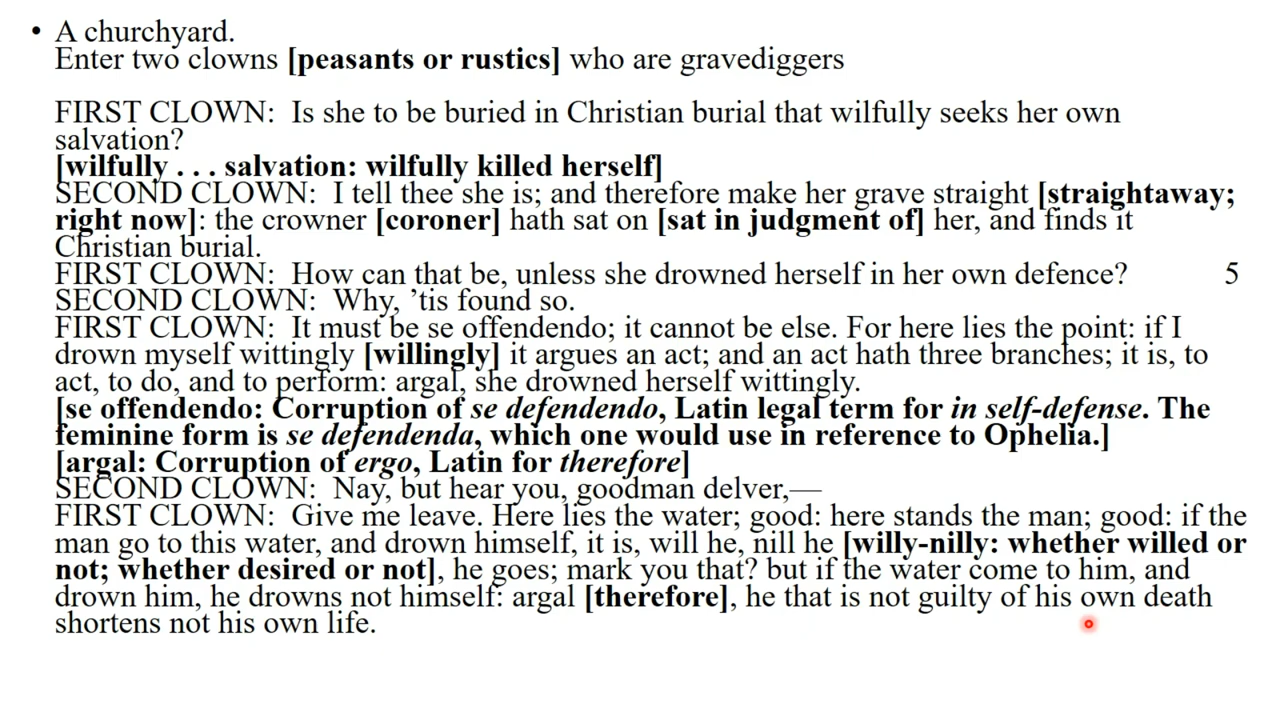 • A churchyard.
Enter two clowns [peasants or rustics] who are gravediggers
FIRST CLOWN:  Is she to be buried in Christian burial that wilfully seeks her own
salvation?
[wilfully . . . salvation: wilfully killed herself]
SECOND CLOWN:  I tell thee she is; and therefore make her grave straight [straightaway;
right now]: the crowner [coroner] hath sat on [sat in judgment of] her, and finds it
Christian burial.
FIRST CLOWN:  How can that be, unless she drowned herself in her own defence? 5
SECOND CLOWN:  Why, ’tis found so.
FIRST CLOWN:  It must be se offendendo; it cannot be else. For here lies the point: if I
drown myself wittingly [willingly] it argues an act; and an act hath three branches; it is, to
act, to do, and to perform: argal, she drowned herself wittingly.
[se offendendo: Corruption of se defendendo, Latin legal term for in self-defense. The
feminine form is se defendenda, which one would use in reference to Ophelia.]
[argal: Corruption of ergo, Latin for therefore]
SECOND CLOWN:  Nay, but hear you, goodman delver,—
FIRST CLOWN:  Give me leave. Here lies the water; good: here stands the man; good: if the
man go to this water, and drown himself, it is, will he, nill he [willy-nilly: whether willed or
not; whether desired or not], he goes; mark you that? but if the water come to him, and
drown him, he drowns not himself: argal [therefore], he that is not guilty of his own death
shortens not his own life.